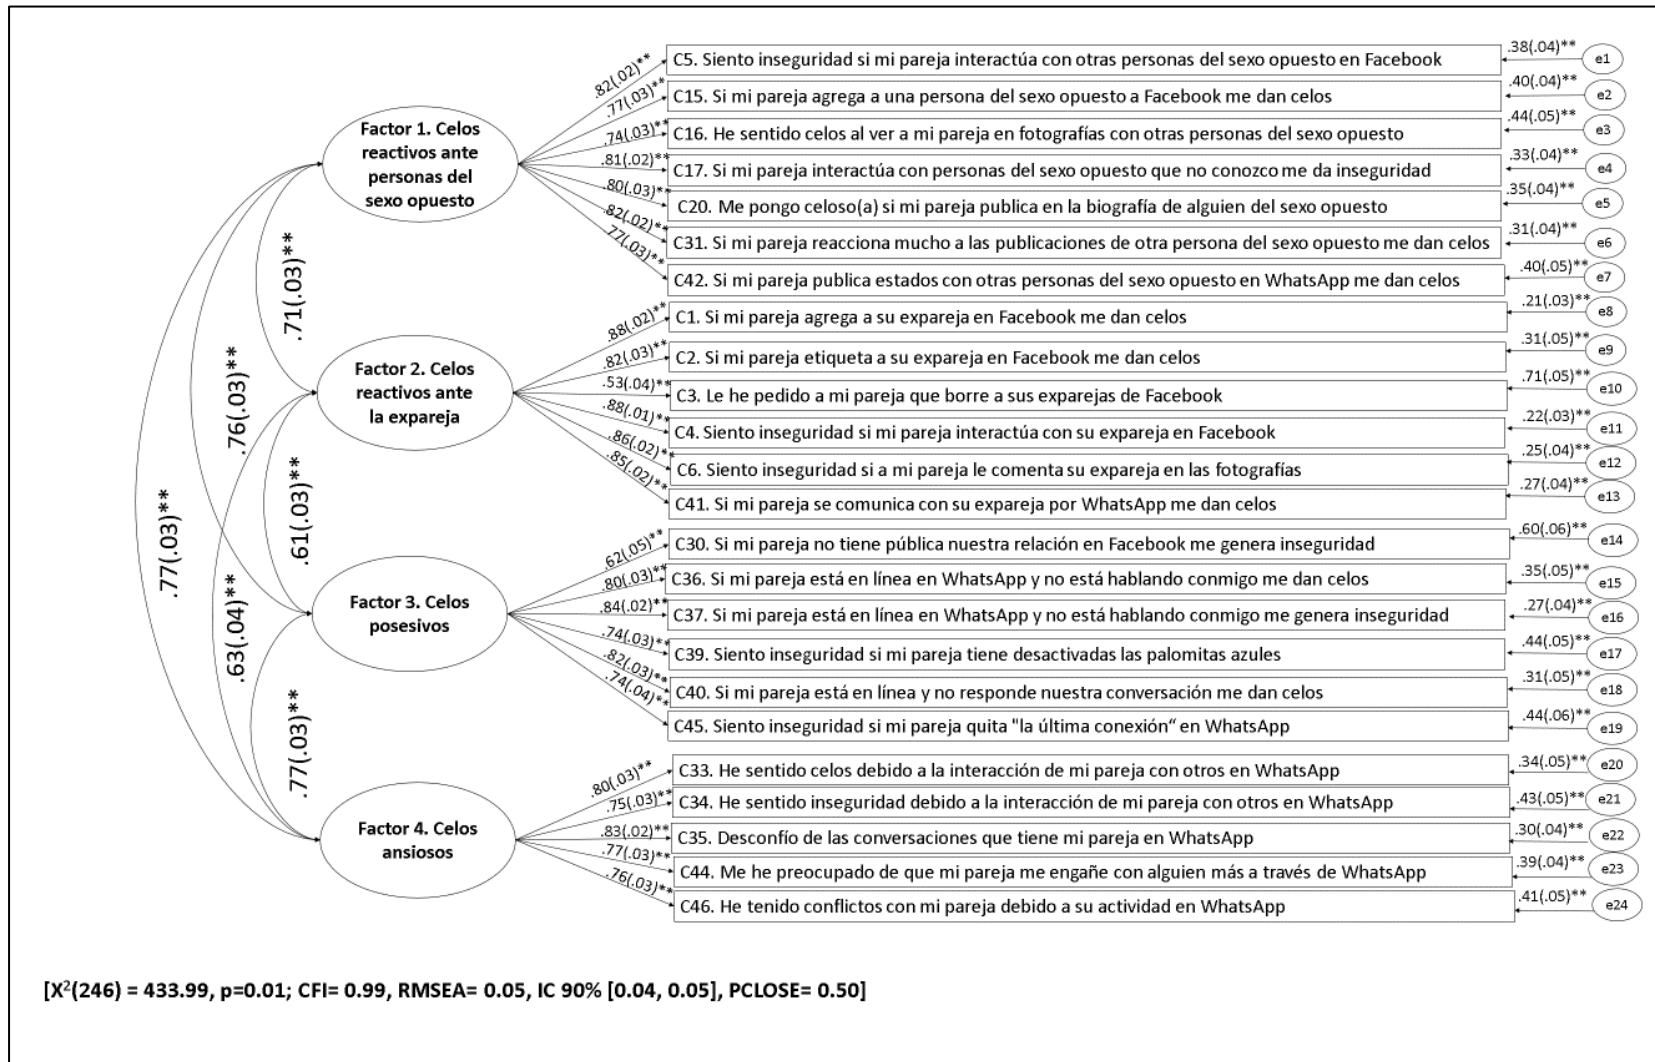 Factor 1. Celos
reactivos ante
personas del
sexo opuesto
.82(.02)**
C5. Siento inseguridad si mi pareja interactúa con otras personas del sexo opuesto en Facebook
.38(.04)**
e1
.77(.03)**
C15. Si mi pareja agrega a una persona del sexo opuesto a Facebook me dan celos
.40(.04)**
e2
.74(.03)**
C16. He sentido celos al ver a mi pareja en fotografías con otras personas del sexo opuesto
.44(.05)**
e3
.81(.02)**
C17. Si mi pareja interactúa con personas del sexo opuesto que no conozco me da inseguridad
.33(.04)**
e4
.80(.03)**
C20. Me pongo celoso(a) si mi pareja publica en la biografía de alguien del sexo opuesto
.35(.04)**
e5
.82(.02)**
C31. Si mi pareja reacciona mucho a las publicaciones de otra persona del sexo opuesto me dan celos
.31(.04)**
e6
.77(.03)**
C42. Si mi pareja publica estados con otras personas del sexo opuesto en WhatsApp me dan celos
.40(.05)**
e7
Factor 2. Celos
reactivos ante
la expareja
.88(.02)**
C1. Si mi pareja agrega a su expareja en Facebook me dan celos
.21(.03)**
e8
.82(.03)**
C2. Si mi pareja etiqueta a su expareja en Facebook me dan celos
.31(.05)**
e9
.53(.04)**
C3. Le he pedido a mi pareja que borre a sus exparejas de Facebook
.71(.05)**
e10
.88(.01)**
C4. Siento inseguridad si mi pareja interactúa con su expareja en Facebook
.22(.03)**
e11
.86(.02)**
C6. Siento inseguridad si a mi pareja le comenta su expareja en las fotografías
.25(.04)**
e12
.85(.02)**
C41. Si mi pareja se comunica con su expareja por WhatsApp me dan celos
.27(.04)**
e13
Factor 3. Celos
posesivos
.62(.05)**
C30. Si mi pareja no tiene pública nuestra relación en Facebook me genera inseguridad
.60(.06)**
e14
.80(.03)**
C36. Si mi pareja está en línea en WhatsApp y no está hablando conmigo me dan celos
.35(.05)**
e15
.84(.02)**
C37. Si mi pareja está en línea en WhatsApp y no está hablando conmigo me genera inseguridad
.27(.04)**
e16
.74(.03)**
C39. Siento inseguridad si mi pareja tiene desactivadas las palomitas azules
.44(.05)**
e17
.82(.03)**
C40. Si mi pareja está en línea y no responde nuestra conversación me dan celos
.31(.05)**
e18
.74(.04)**
C45. Siento inseguridad si mi pareja quita "la última conexión“ en WhatsApp
.44(.06)**
e19
Factor 4. Celos
ansiosos
.80(.03)**
C33. He sentido celos debido a la interacción de mi pareja con otros en WhatsApp
.34(.05)**
e20
.75(.03)**
C34. He sentido inseguridad debido a la interacción de mi pareja con otros en WhatsApp
.43(.05)**
e21
.83(.02)**
C35. Desconfío de las conversaciones que tiene mi pareja en WhatsApp
.30(.04)**
e22
.77(.03)**
C44. Me he preocupado de que mi pareja me engañe con alguien más a través de WhatsApp
.39(.04)**
e23
.76(.03)**
C46. He tenido conflictos con mi pareja debido a su actividad en WhatsApp
.41(.05)**
e24
.71(.03)**
.76(.03)**
.61(.03)**
.77(.03)**
.63(.04)**
.77(.03)**
[X²(246) = 433.99, p=0.01; CFI= 0.99, RMSEA= 0.05, IC 90% [0.04, 0.05], PCLOSE= 0.50]